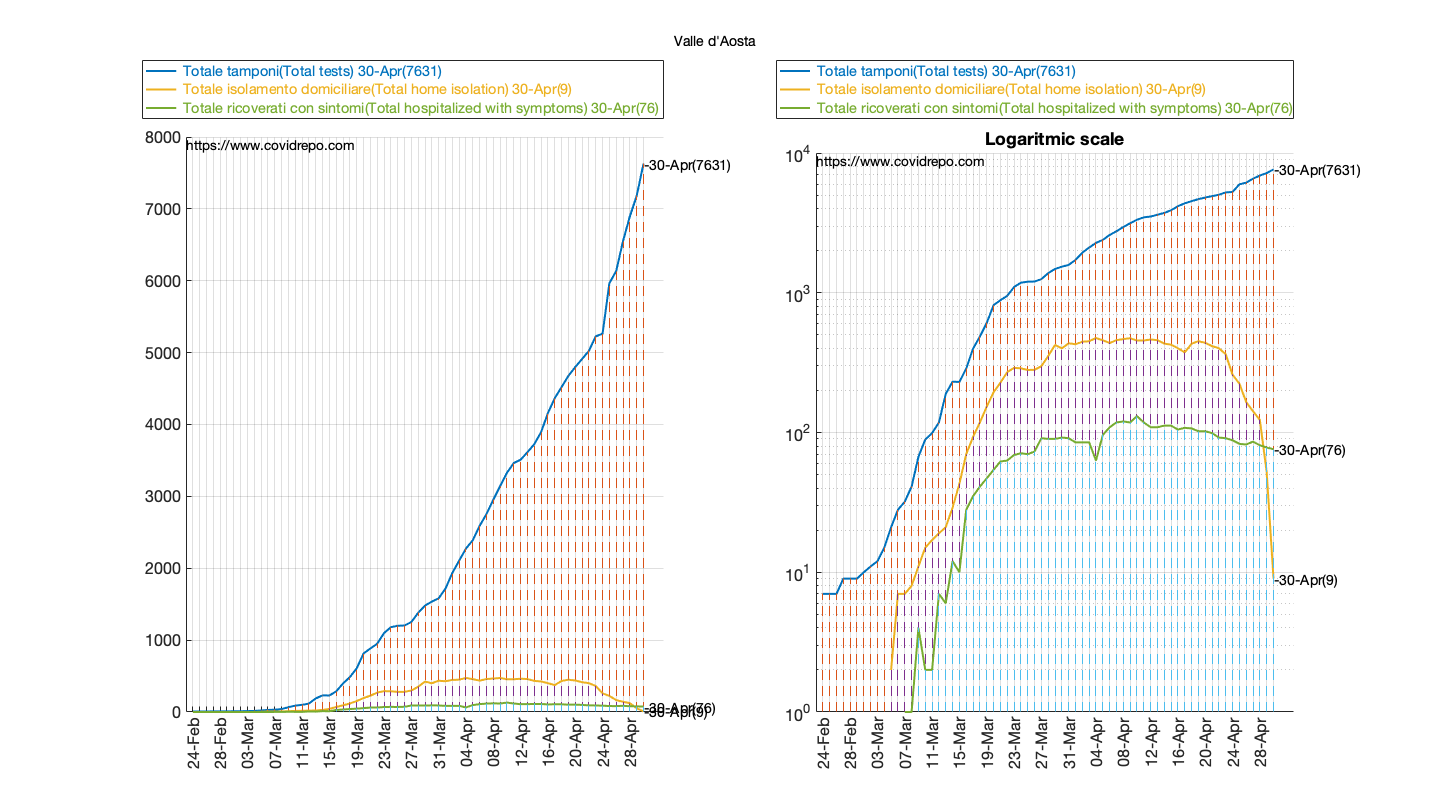 Valle d'Aosta
Totale tamponi(Total tests) 30-Apr(7631)
Totale isolamento domiciliare(Total home isolation) 30-Apr(9)
Totale ricoverati con sintomi(Total hospitalized with symptoms) 30-Apr(76)
https://www.covidrepo.com
8000
7000
6000
5000
4000
3000
2000
1000
0
-30-Apr(7631)
-30-Apr(76)
-30-Apr(9)
24-Feb
28-Feb
03-Mar
07-Mar
11-Mar
15-Mar
19-Mar
23-Mar
27-Mar
31-Mar
04-Apr
08-Apr
12-Apr
16-Apr
20-Apr
24-Apr
28-Apr
Totale tamponi(Total tests) 30-Apr(7631)
Totale isolamento domiciliare(Total home isolation) 30-Apr(9)
Totale ricoverati con sintomi(Total hospitalized with symptoms) 30-Apr(76)
Logaritmic scale
https://www.covidrepo.com
10^4
10^3
10^2
10^1
10^0
-30-Apr(7631)
-30-Apr(76)
-30-Apr(9)
24-Feb
28-Feb
03-Mar
07-Mar
11-Mar
15-Mar
19-Mar
23-Mar
27-Mar
31-Mar
04-Apr
08-Apr
12-Apr
16-Apr
20-Apr
24-Apr
28-Apr